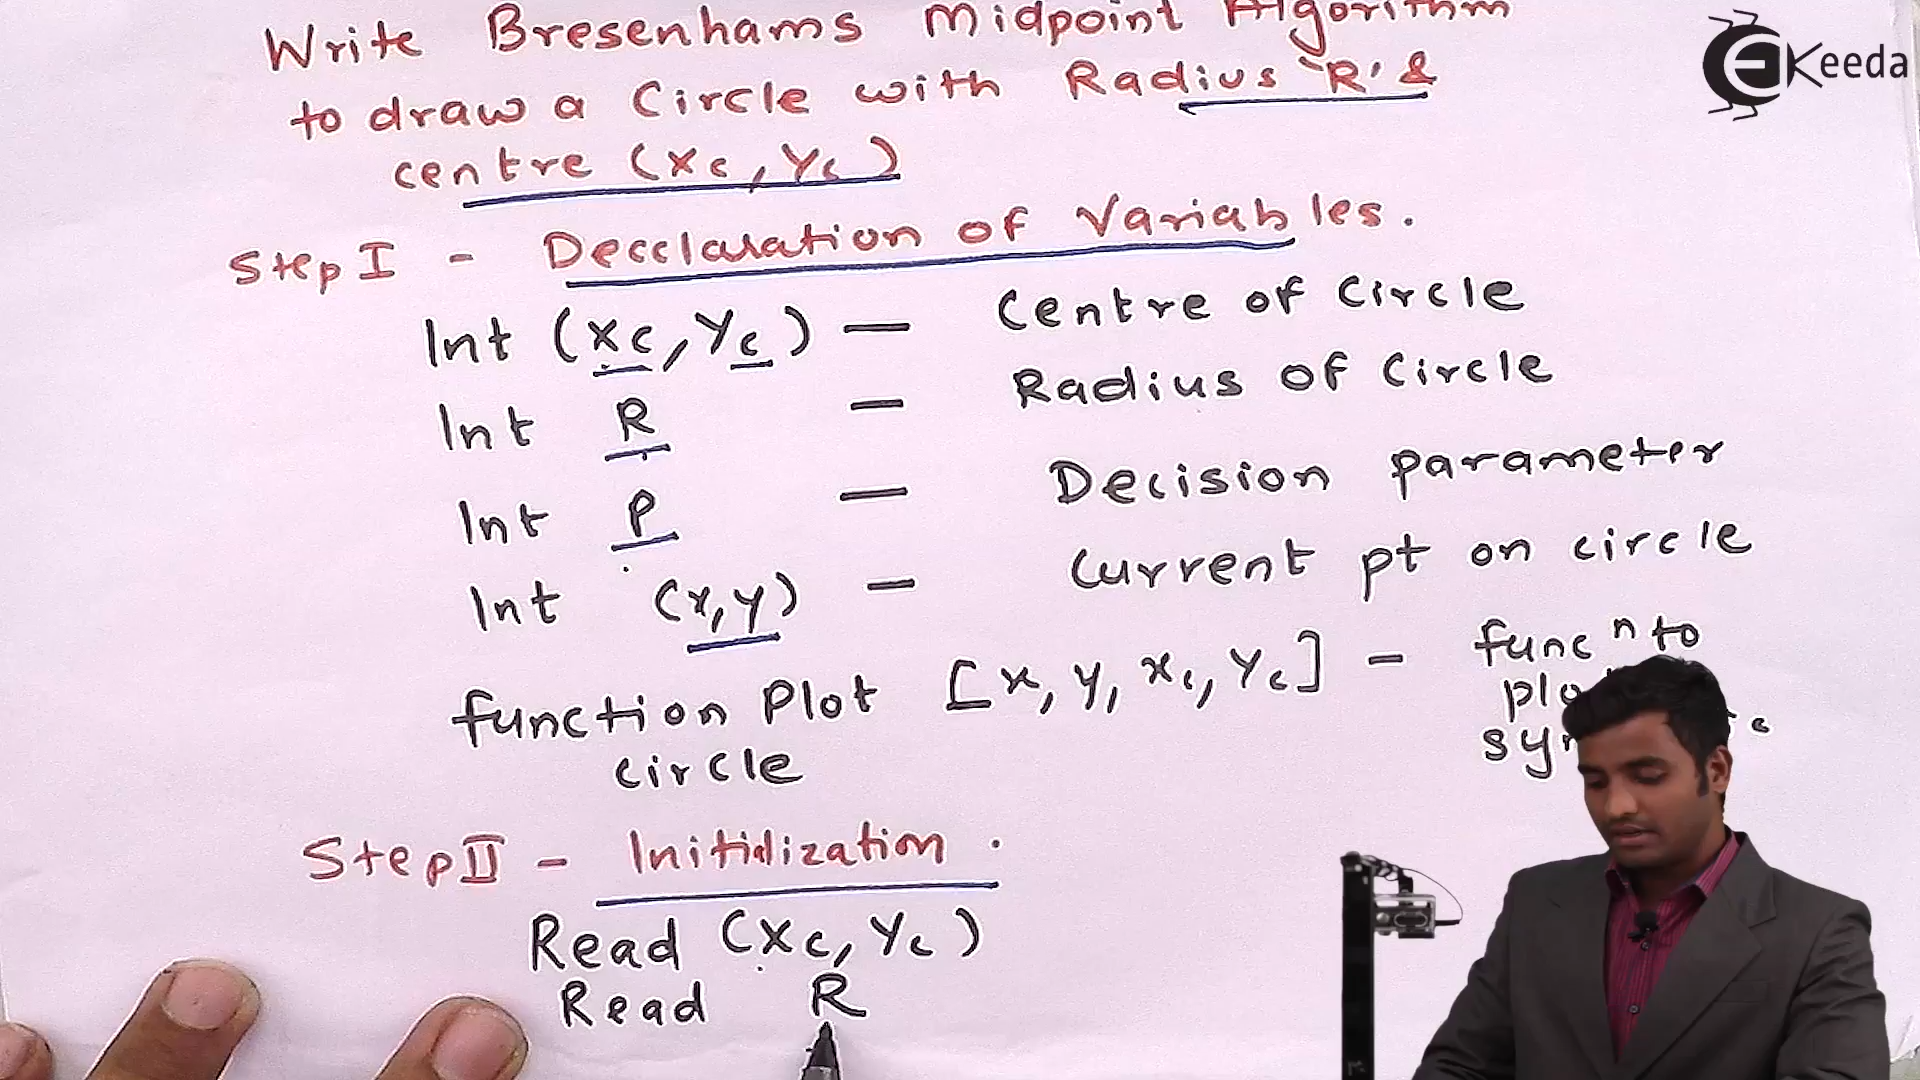 Keeda
Write Bresenhams Midpoint Algorithm
to draw a Circle with Radius 'R' &
centre (xc, Yc)
Step I - Decclaration of Variables.
Int (xc, Yc) — Centre of Circle
Int R — Radius of Circle
Int P — Decision parameter
Int (x,y) — Current pt on circle
function Plot [x, y, xc, Yc] - funcn to
circle
Step II - Initialization.
Read (xc, Yc)
Read R